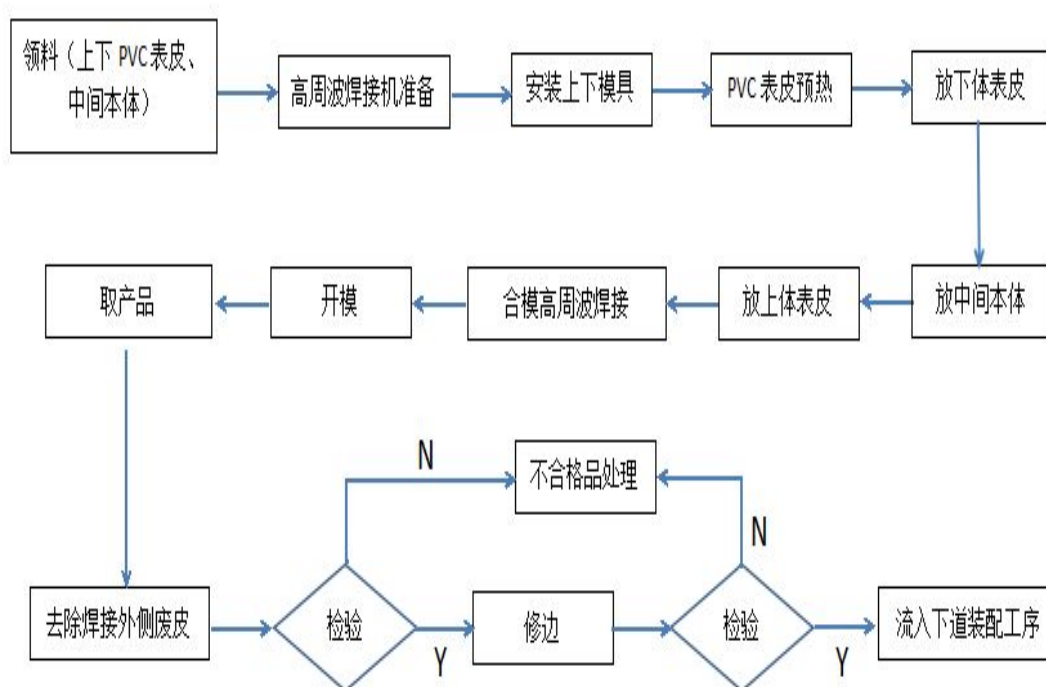 领料（上下 PVC 表皮、
中间本体）
高周波焊接机准备
安装上下模具
PVC 表皮预热
放下体表皮
放中间本体
放上体表皮
合模高周波焊接
开模
取产品
去除焊接外侧废皮
检验
N
不合格品处理
Y
修边
检验
N
Y
流入下道装配工序